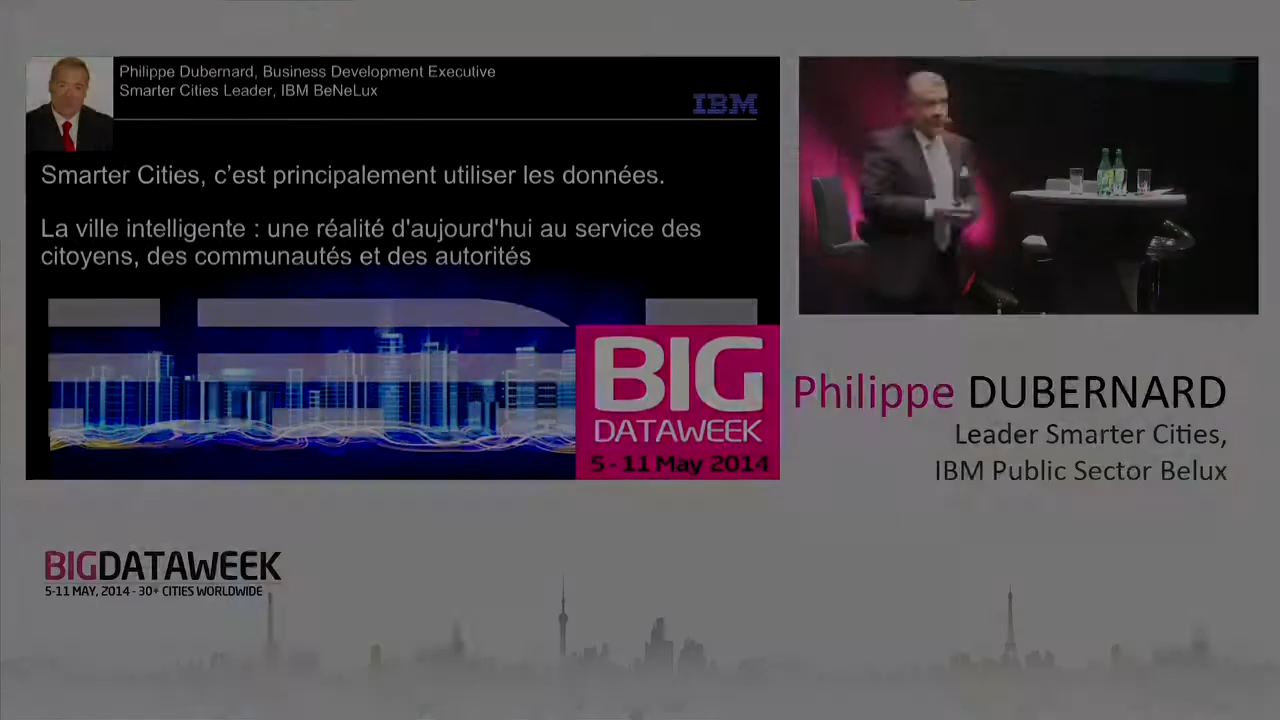 Philippe Dubernard, Business Development Executive
Smarter Cities Leader, IBM BeNeLux
IBM
Smarter Cities, c’est principalement utiliser les données.
La ville intelligente : une réalité d'aujourd'hui au service des
citoyens, des communautés et des autorités
BIG
DATAWEEK
5 - 11 May 2014
Philippe DUBERNARD
Leader Smarter Cities,
IBM Public Sector Belux
BIGDATAWEEK
5-11 MAY, 2014 - 30+ CITIES WORLDWIDE